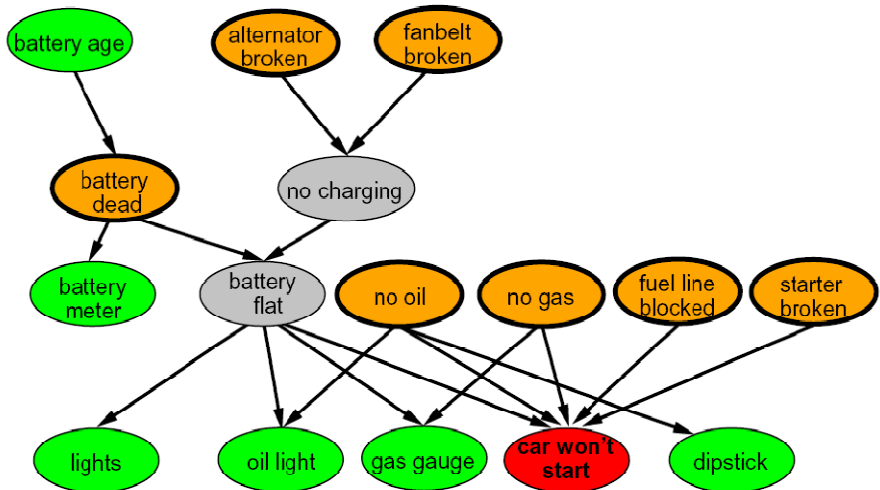 battery age
alternator
broken
fanbelt
broken
battery
dead
no charging
battery
meter
battery
flat
no oil
no gas
fuel line
blocked
starter
broken
lights
oil light
gas gauge
car won't
start
dipstick